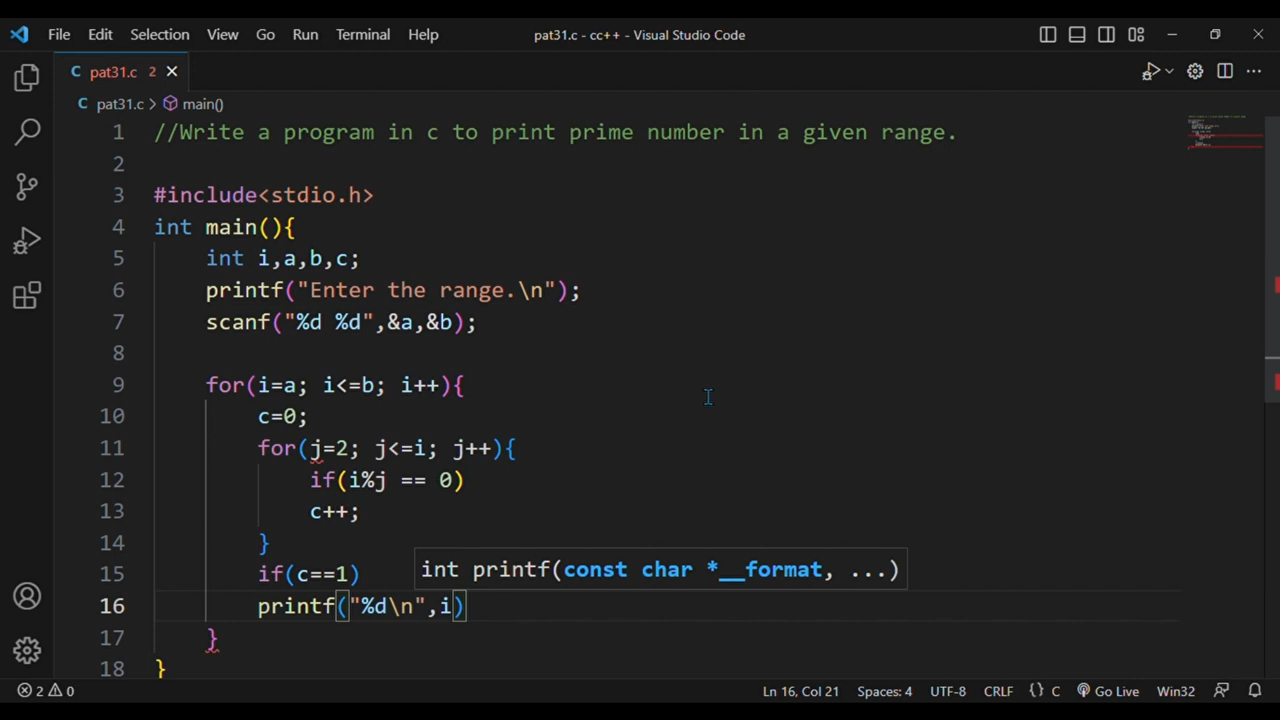 File Edit Selection View Go Run Terminal Help pat31.c - cc++ - Visual Studio Code
C pat31.c 2
C pat31.c > main()
1 //Write a program in c to print prime number in a given range.
2
3 #include<stdio.h>
4 int main(){
5 int i,a,b,c;
6 printf("Enter the range.\n");
7 scanf("%d %d",&a,&b);
8
9 for(i=a; i<=b; i++){
10 c=0;
11 for(j=2; j<=i; j++){
12 if(i%j == 0)
13 c++;
14 }
int printf(const char *__format, ...)
15 if(c==1)
16 printf("%d\n",i)
17 }
18 }
2 0 Ln 16, Col 21 Spaces: 4 UTF-8 CRLF {} C Go Live Win32